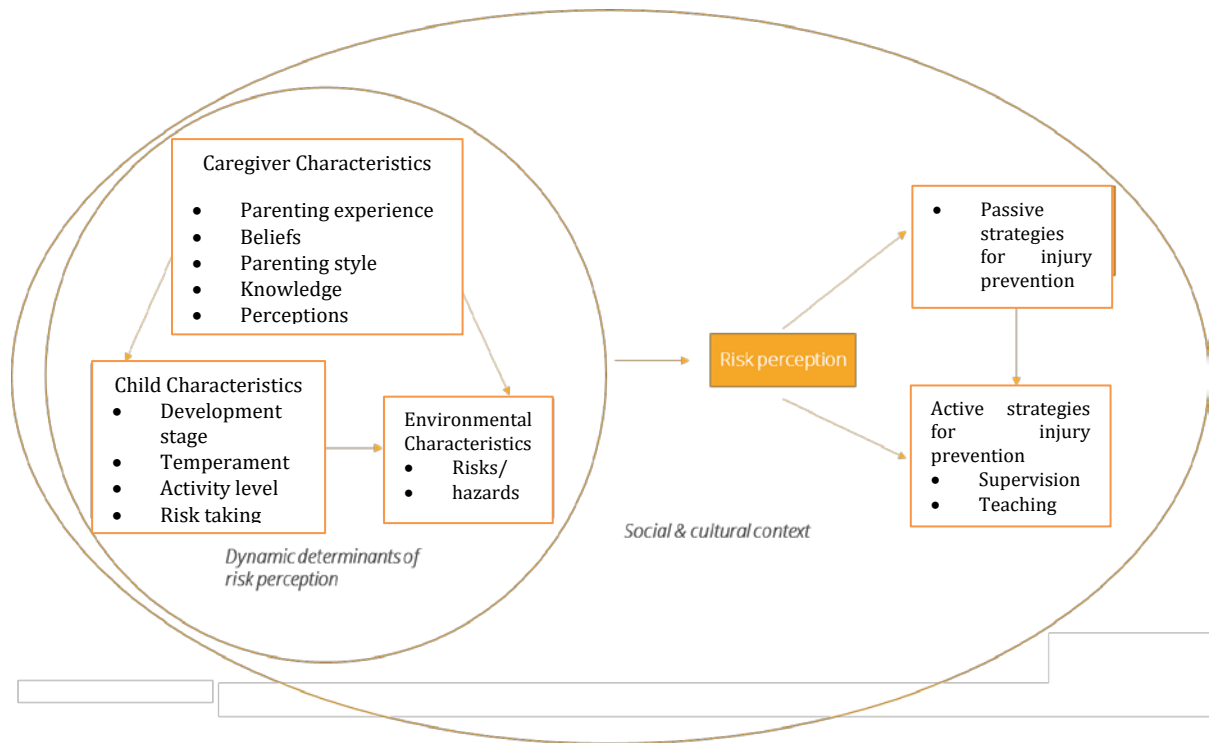 Caregiver Characteristics
• Parenting experience
• Beliefs
• Parenting style
• Knowledge
• Perceptions
Child Characteristics
• Development
stage
• Temperament
• Activity level
• Risk taking
Environmental
Characteristics
• Risks/
• hazards
Dynamic determinants of
risk perception
Social & cultural context
Risk perception
• Passive
strategies
for injury
prevention
Active strategies
for injury
prevention
• Supervision
• Teaching